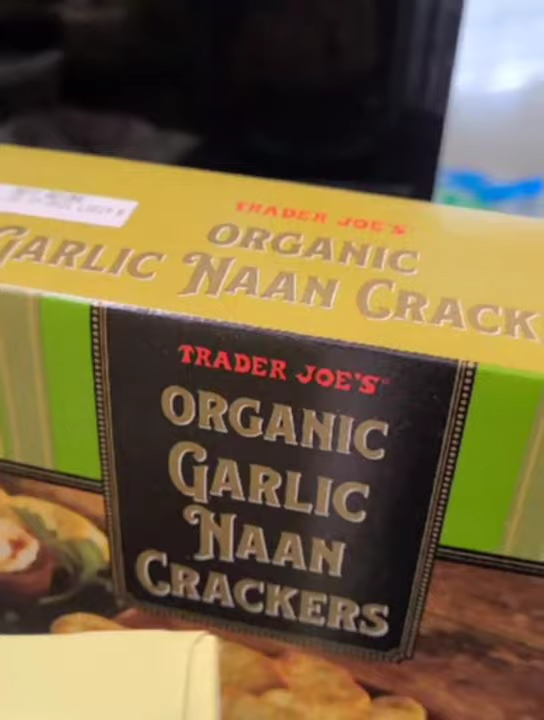 TRADER JOE'S
ORGANIC
GARLIC NAAN CRACK
TRADER JOE'S
ORGANIC
GARLIC
NAAN
CRACKERS